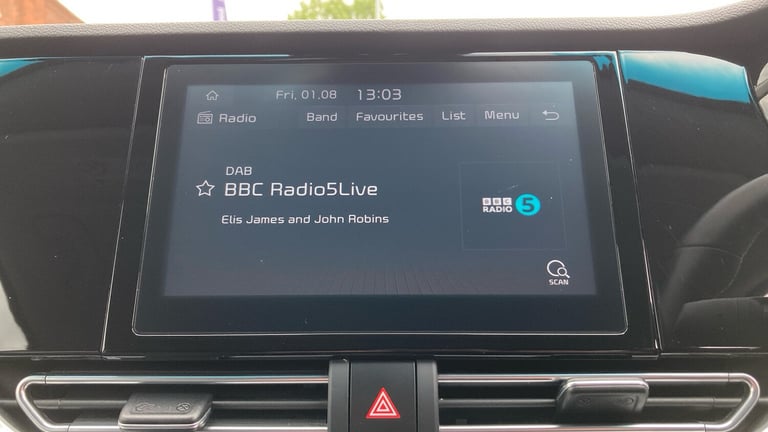 Fri, 01.08 13:03
Radio Band Favourites List Menu
DAB
BBC Radio5Live
Elis James and John Robins
BBC
RADIO 5
SCAN